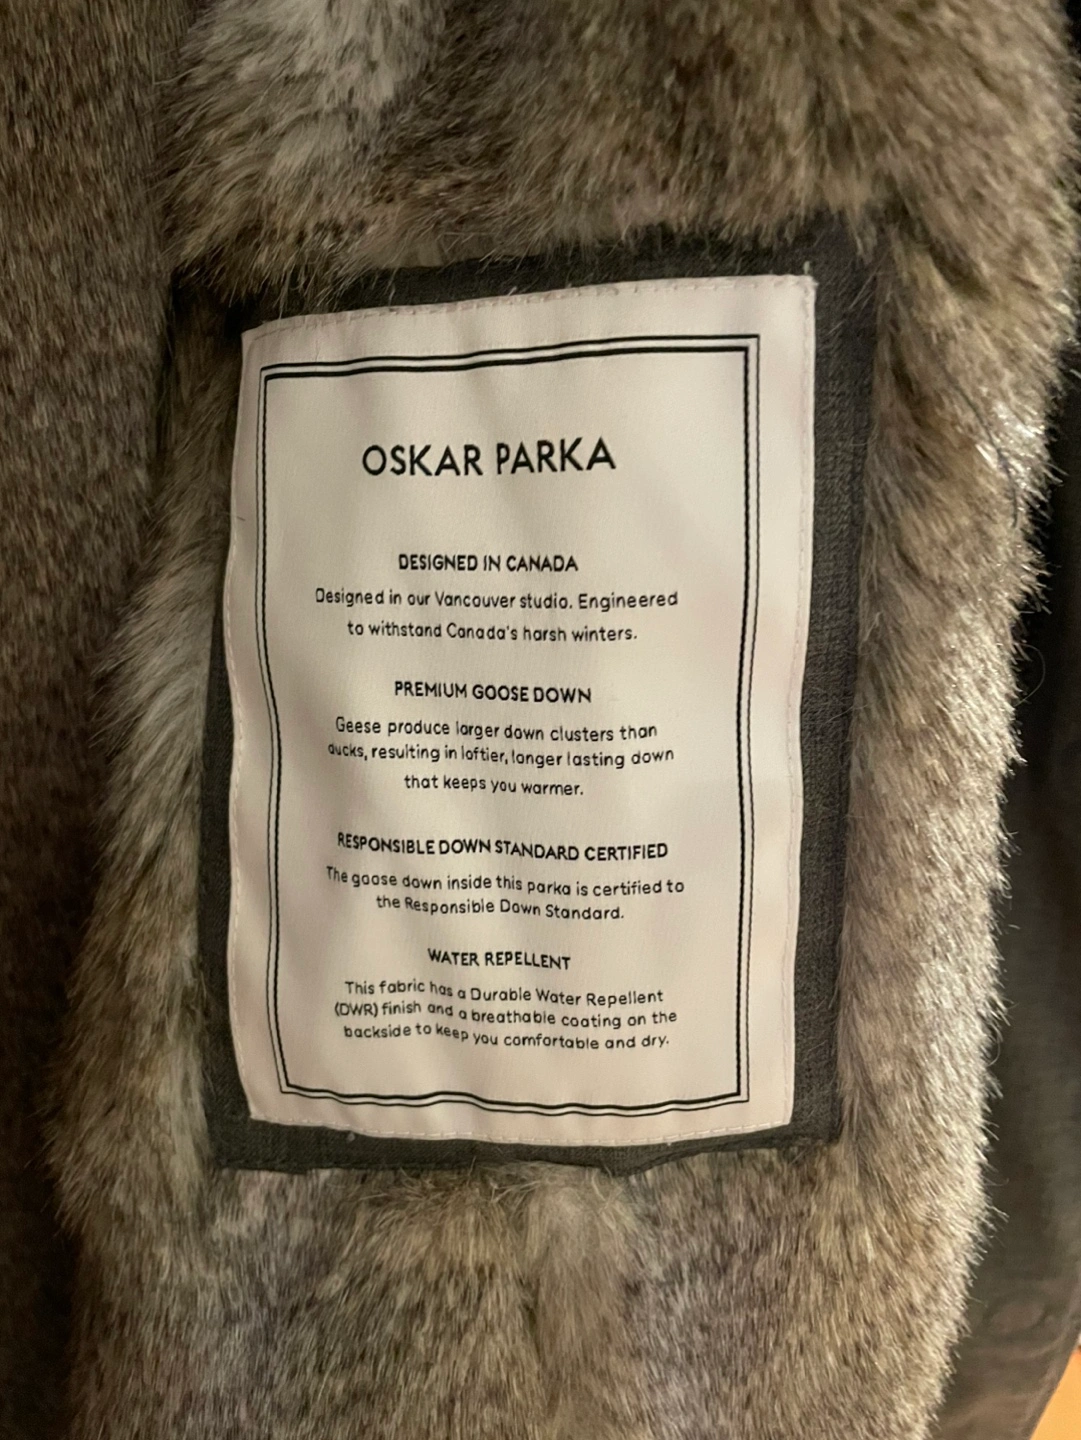 OSKAR PARKA
DESIGNED IN CANADA
Designed in our Vancouver studio. Engineered
to withstand Canada's harsh winters.
PREMIUM GOOSE DOWN
Geese produce larger down clusters than
ducks, resulting in loftier, longer lasting down
that keeps you warmer.
RESPONSIBLE DOWN STANDARD CERTIFIED
The goose down inside this parka is certified to
the Responsible Down Standard.
WATER REPELLENT
This fabric has a Durable Water Repellent
(DWR) finish and a breathable coating on the
backside to keep you comfortable and dry.